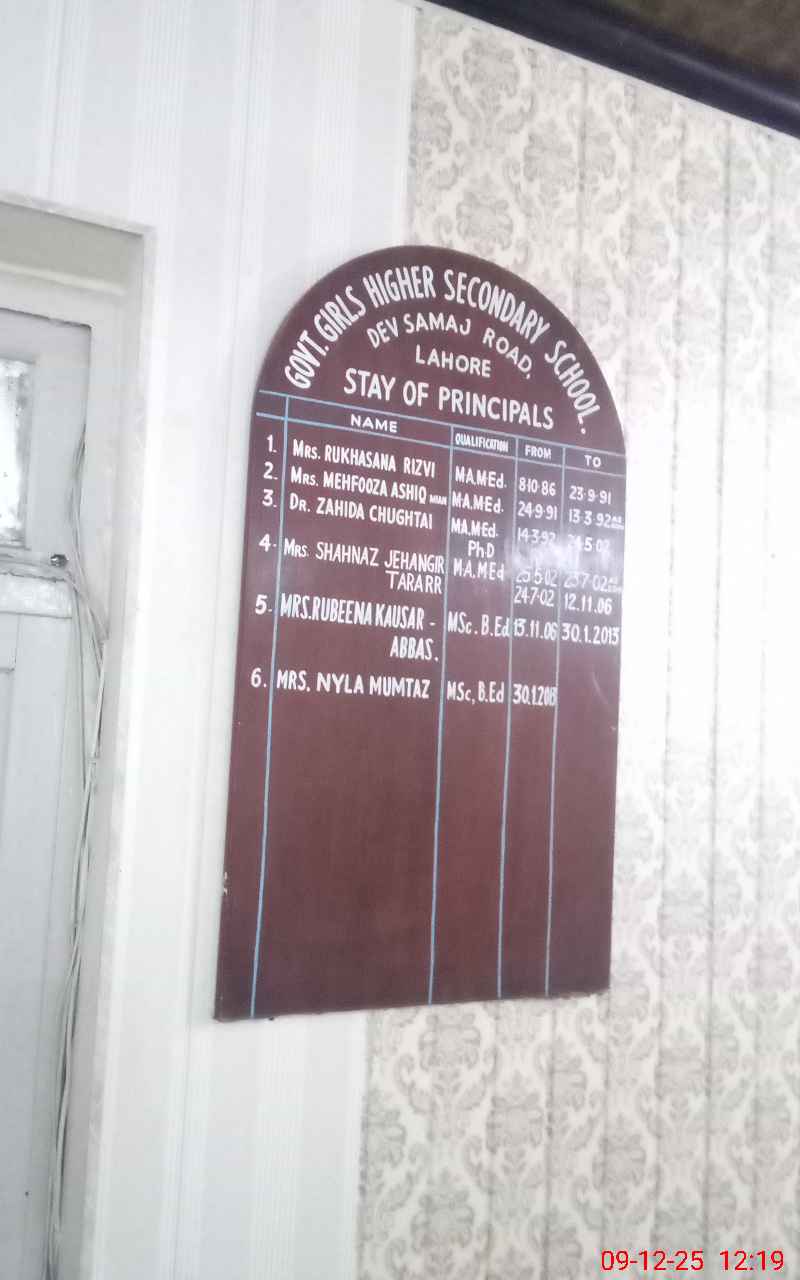 GOVT. GIRLS HIGHER SECONDARY SCHOOL.
DEV SAMAJ ROAD,
LAHORE
STAY OF PRINCIPALS
NAME QUALIFICATION FROM TO
1. MRS. RUKHASANA RIZVI M.A.M.Ed. 8·10·86 23·9·91
2. MRS. MEHFOOZA ASHIQ MIAN M.A.M.Ed. 24·9·91 13·3·92
3. DR. ZAHIDA CHUGHTAI M.A.M.Ed. 14·3·92 24·5·02
Ph.D
4. MRS. SHAHNAZ JEHANGIR M.A.M.Ed 25·5·02 23·7·02
TARARR 24·7·02 12.11.06
5. MRS. RUBEENA KAUSAR - MSc. B.Ed 13.11.06 30.1.2013
ABBAS.
6. MRS. NYLA MUMTAZ MSc, B.Ed 30.1.2013
09-12-25 12:19